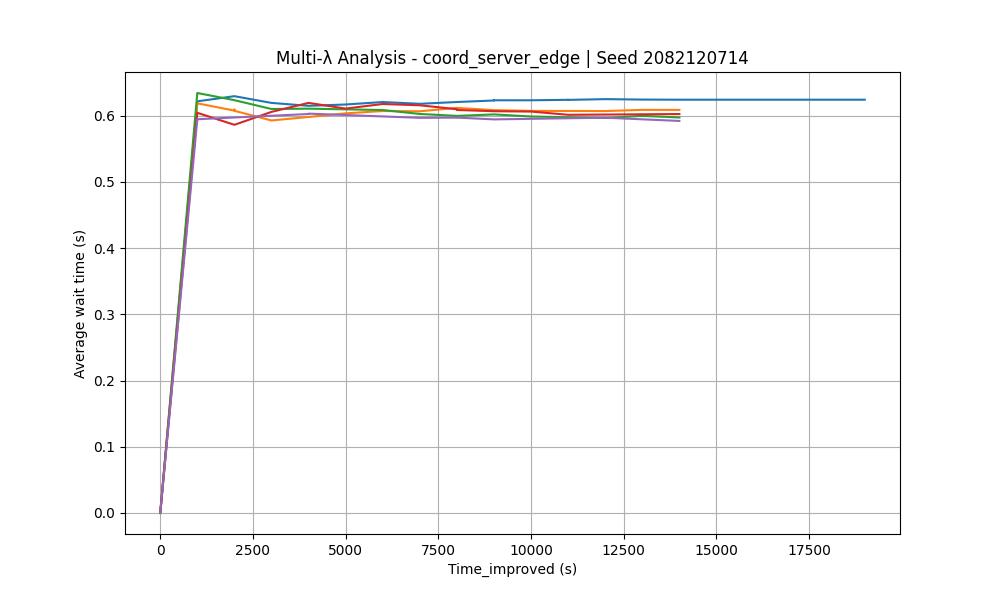 Multi-λ Analysis - coord_server_edge | Seed 2082120714
Average wait time (s)
0.6
0.5
0.4
0.3
0.2
0.1
0.0
0 2500 5000 7500 10000 12500 15000 17500
Time_improved (s)